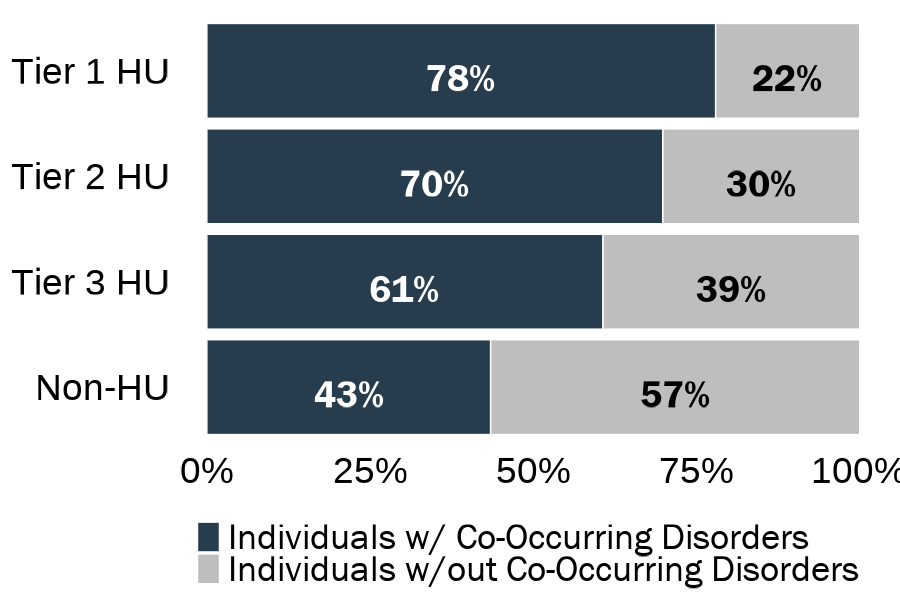 Tier 1 HU 78% 22%
Tier 2 HU 70% 30%
Tier 3 HU 61% 39%
Non-HU 43% 57%
0% 25% 50% 75% 100%
Individuals w/ Co-Occurring Disorders
Individuals w/out Co-Occurring Disorders